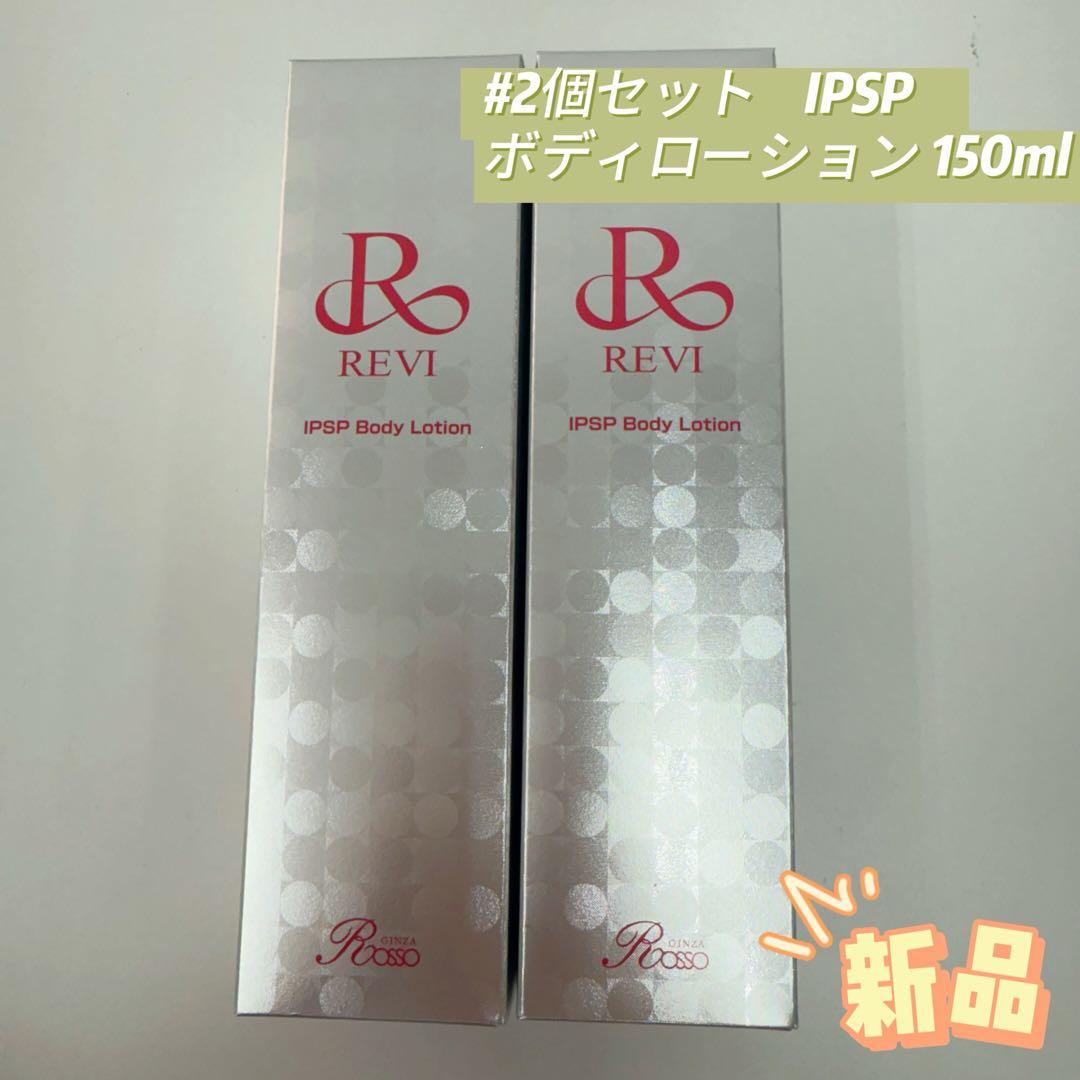 #2個セット　IPSP
ボディローション 150ml
R
REVI
IPSP Body Lotion
GINZA
Rosso
R
REVI
IPSP Body Lotion
GINZA
Rosso
新品